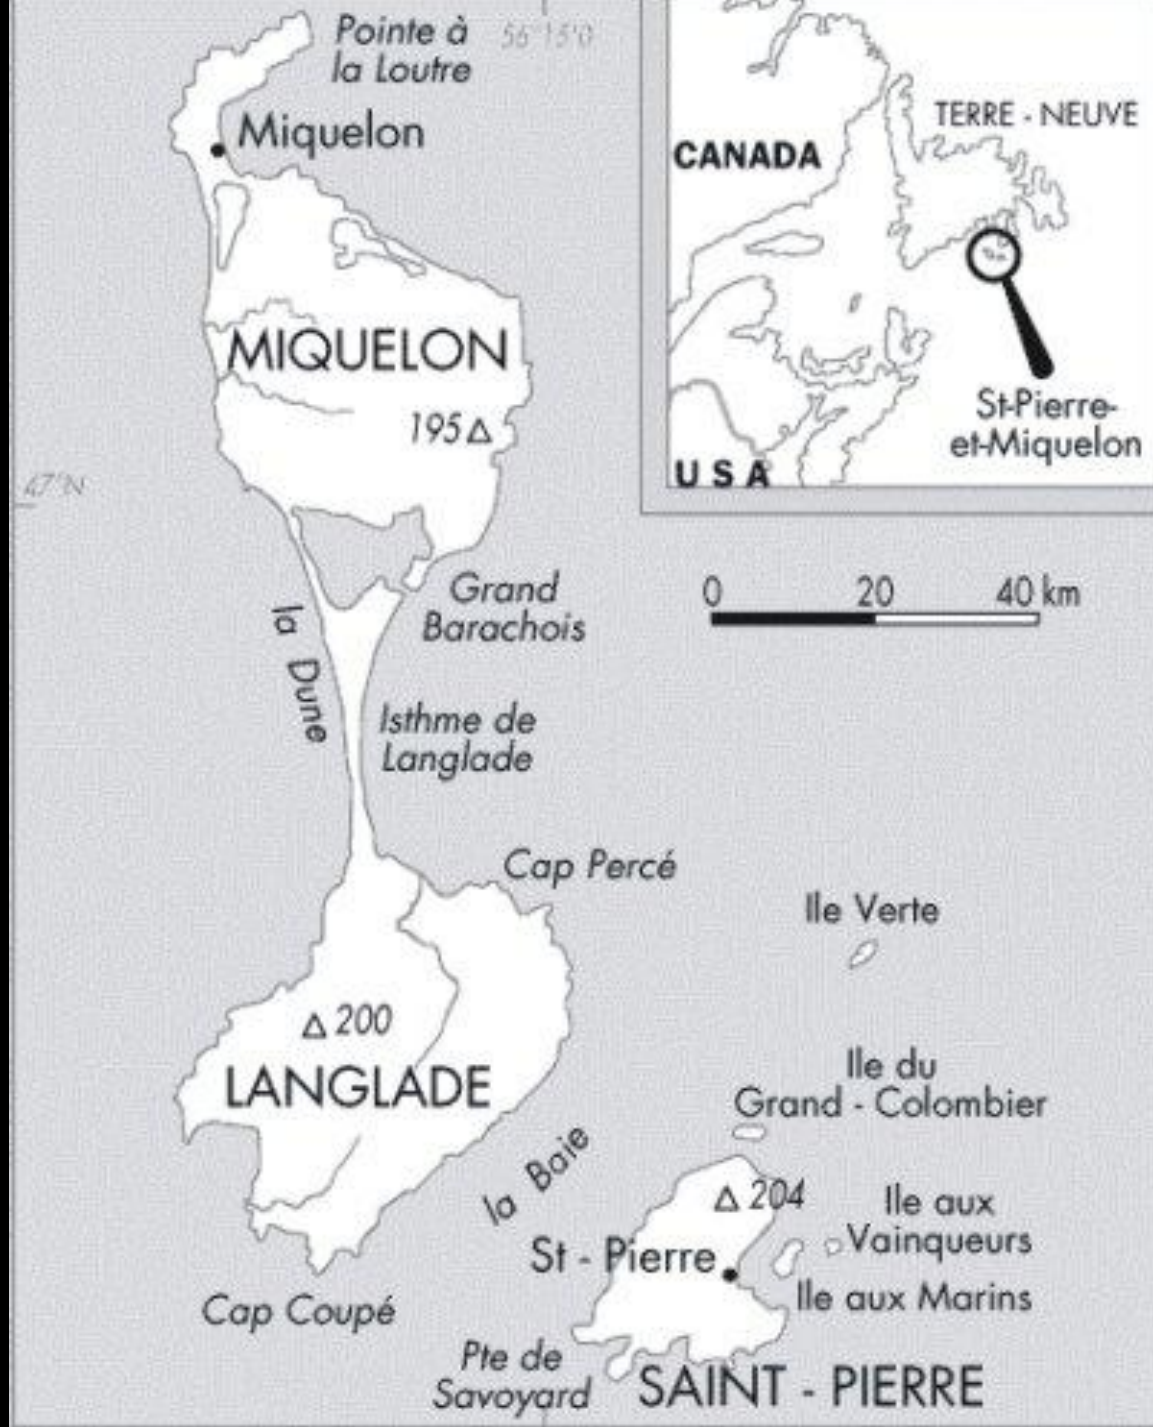 Pointe à
la Loutre
56°15'0
Miquelon
MIQUELON
195
47°N
Grand
Barachois
la Dune
Isthme de
Langlade
Cap Percé
200
LANGLADE
la Baie
Cap Coupé
CANADA
TERRE - NEUVE
St-Pierre-
et-Miquelon
USA
0 20 40 km
Ile Verte
Ile du
Grand - Colombier
204
Ile aux
Vainqueurs
St - Pierre
Ile aux Marins
Pte de
Savoyard
SAINT - PIERRE